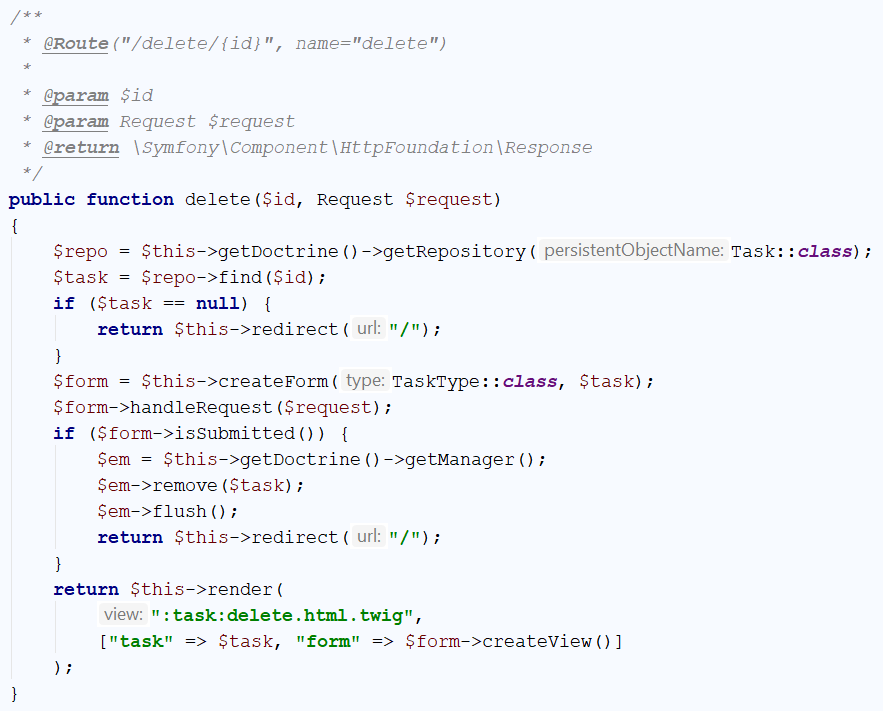 /**
 * @Route("/delete/{id}", name="delete")
 *
 * @param $id
 * @param Request $request
 * @return \Symfony\Component\HttpFoundation\Response
 */
public function delete($id, Request $request)
{
    $repo = $this->getDoctrine()->getRepository( persistentObjectName: Task::class);
    $task = $repo->find($id);
    if ($task == null) {
        return $this->redirect( url: "/");
    }
    $form = $this->createForm( type: TaskType::class, $task);
    $form->handleRequest($request);
    if ($form->isSubmitted()) {
        $em = $this->getDoctrine()->getManager();
        $em->remove($task);
        $em->flush();
        return $this->redirect( url: "/");
    }
    return $this->render(
        view: ":task:delete.html.twig",
        ["task" => $task, "form" => $form->createView()]
    );
}